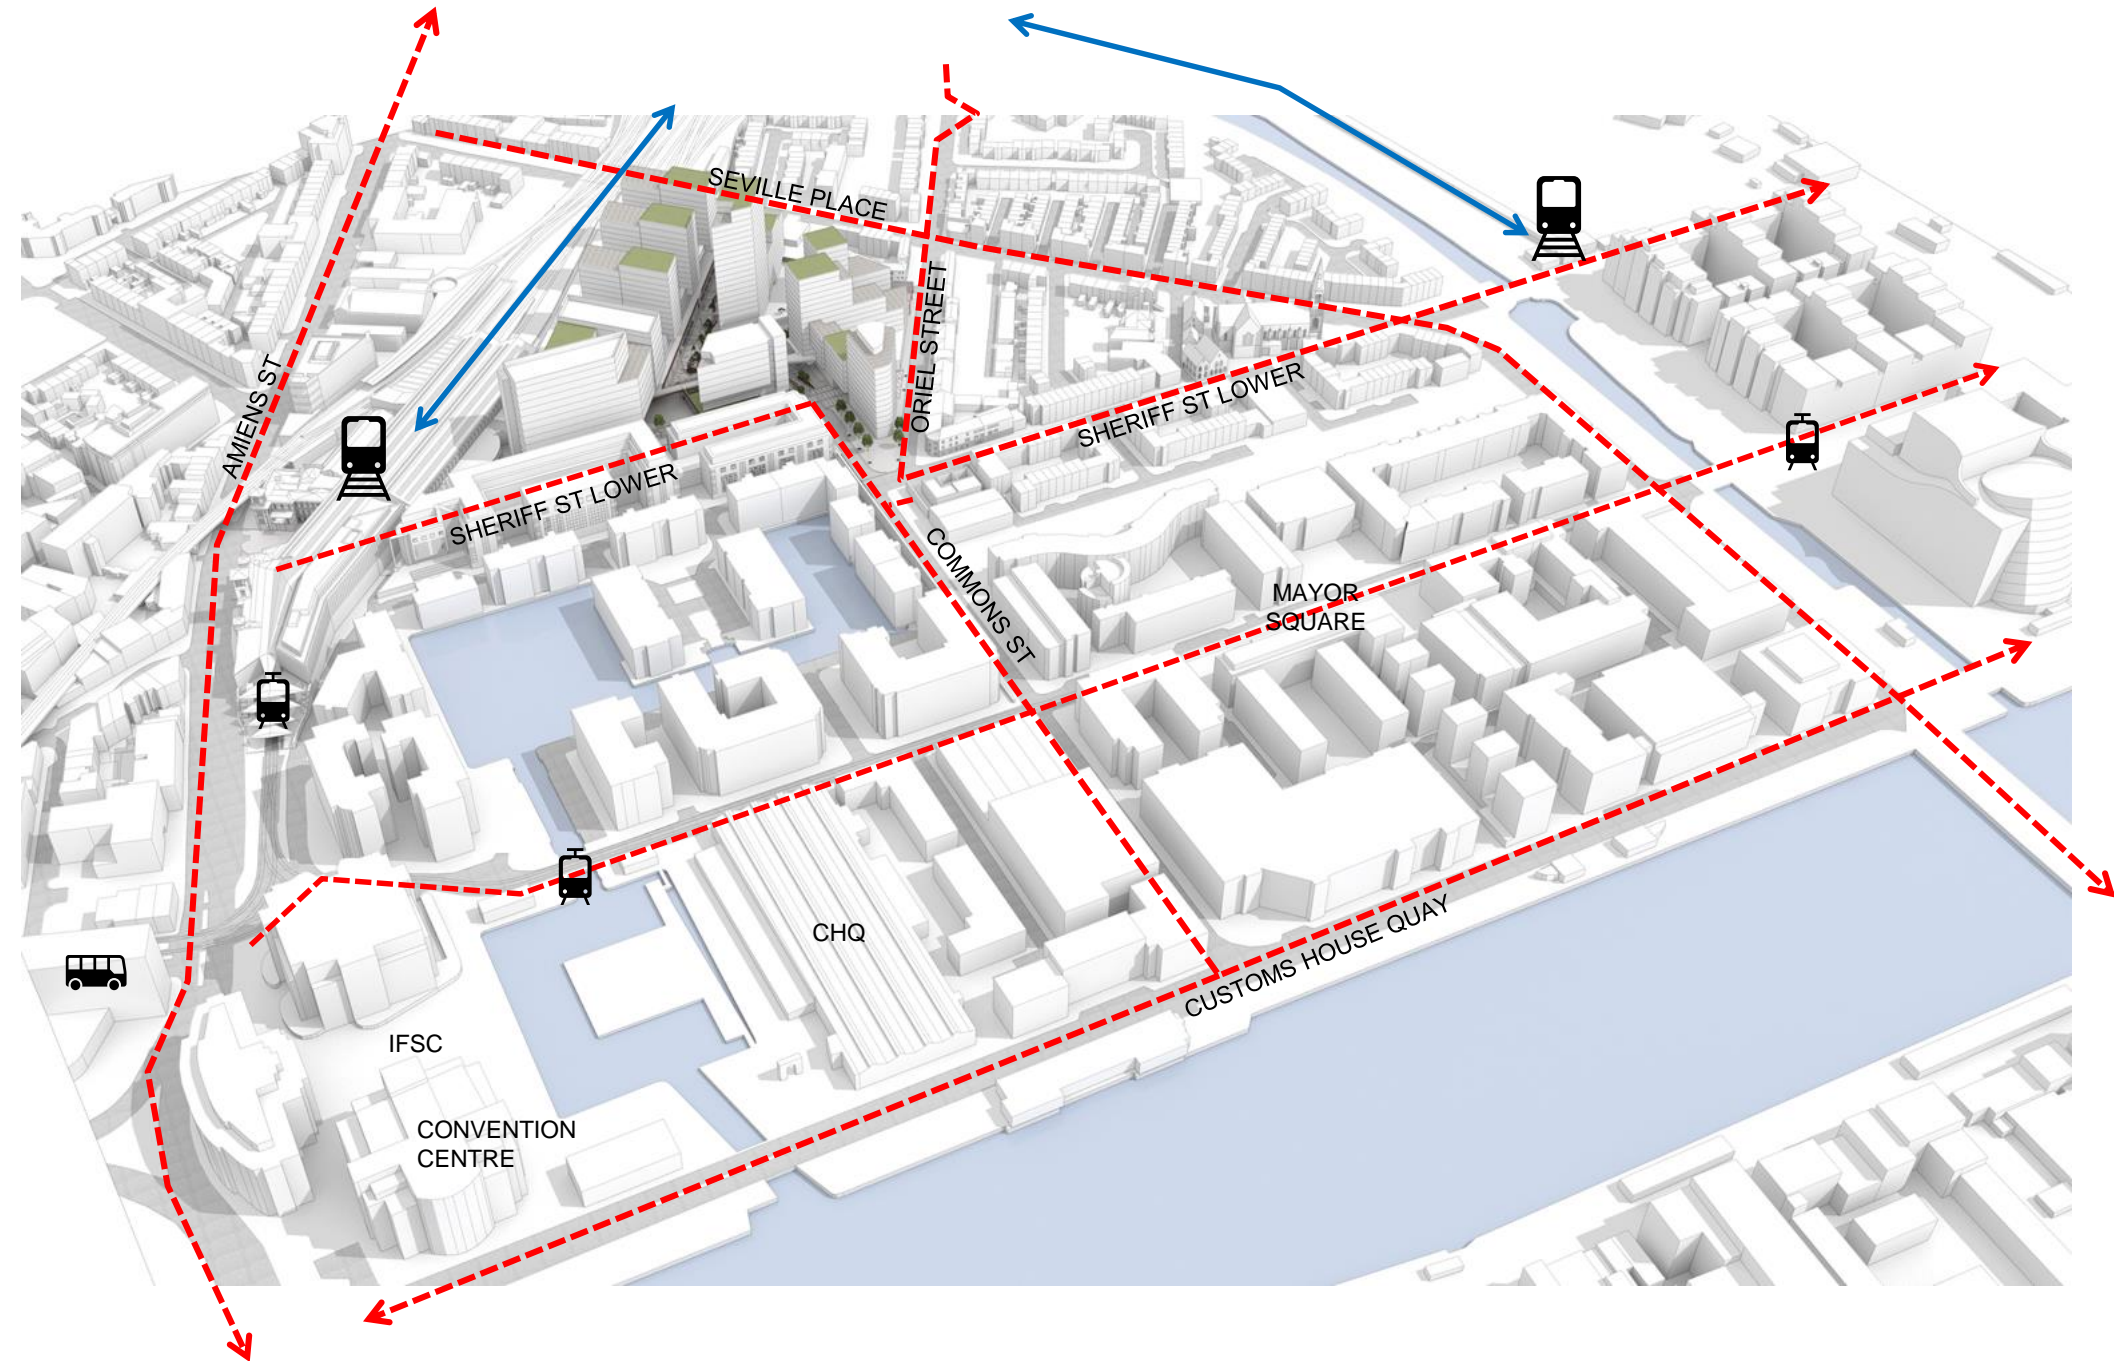 SEVILLE PLACE
ORIEL STREET
AMIENS ST
SHERIFF ST LOWER
SHERIFF ST LOWER
COMMONS ST
MAYOR
SQUARE
CHQ
CUSTOMS HOUSE QUAY
IFSC
CONVENTION
CENTRE